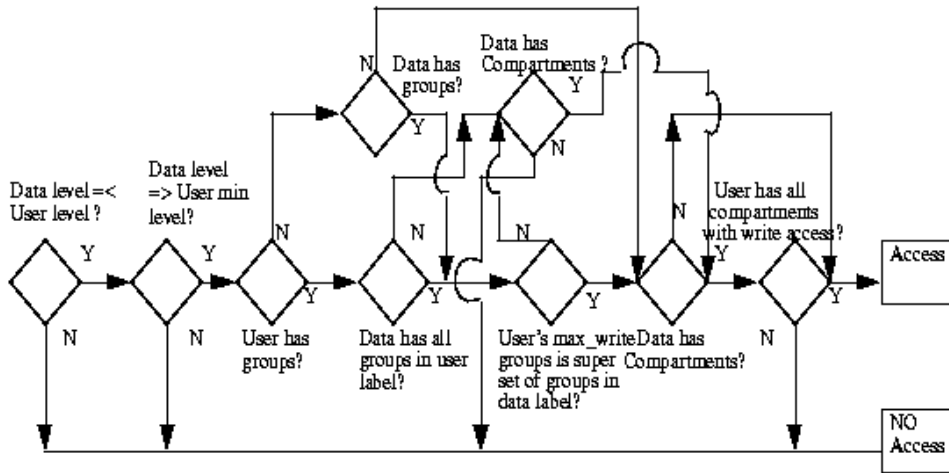 N
Data has
groups?
Y
Data has
Compartments ?
Y
N
Data level =<
User level ?
Data level
=> User min
level?
User has all
compartments
with write access?
N
N
N
N
Y
Y
Y
Y
Y
Y
Y
Access
N
N
N
User has
groups?
Data has all
groups in user
label?
User's max_write
groups is super
set of groups in
data label?
Data has
Compartments?
NO
Access